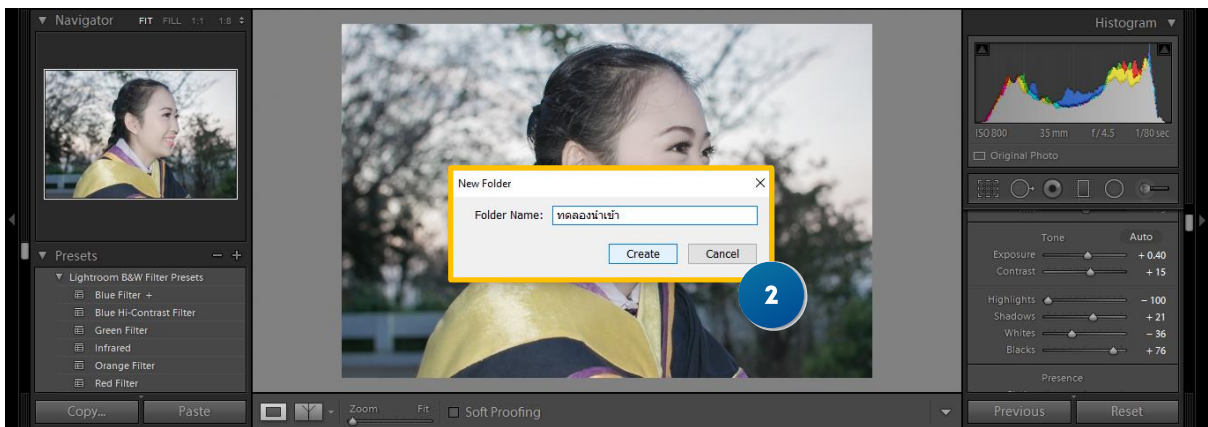 Navigator FIT FILL 1:1 1:8
Presets
Lightroom B&W Filter Presets
Blue Filter +
Blue Hi-Contrast Filter
Green Filter
Infrared
Orange Filter
Red Filter
Copy... Paste
New Folder
Folder Name: ทดลองนำเข้า
Create Cancel
2
Zoom Fit Soft Proofing
Histogram
ISO 800 35 mm f / 4.5 1/80 sec
Original Photo
Tone Auto
Exposure + 0.40
Contrast + 15
Highlights − 100
Shadows + 21
Whites − 36
Blacks + 76
Presence
Previous Reset